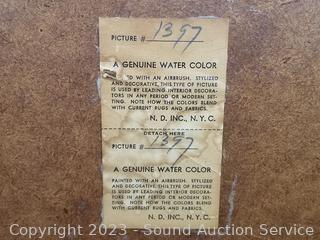 PICTURE # 1397
A GENUINE WATER COLOR
PAINTED WITH AN AIRBRUSH. STYLIZED
AND DECORATIVE, THIS TYPE OF PICTURE
IS USED BY LEADING INTERIOR DECORA-
TORS IN ANY PERIOD OR MODERN SET-
TING. NOTE HOW THE COLORS BLEND
WITH CURRENT RUGS AND FABRICS.
N. D. INC., N. Y. C.
DETACH HERE
PICTURE # 1397
A GENUINE WATER COLOR
PAINTED WITH AN AIRBRUSH. STYLIZED
AND DECORATIVE, THIS TYPE OF PICTURE
IS USED BY LEADING INTERIOR DECORA-
TORS IN ANY PERIOD OR MODERN SET-
TING. NOTE HOW THE COLORS BLEND
WITH CURRENT RUGS AND FABRICS.
N. D. INC., N. Y. C.
Copyright 2023 - Sound Auction Service